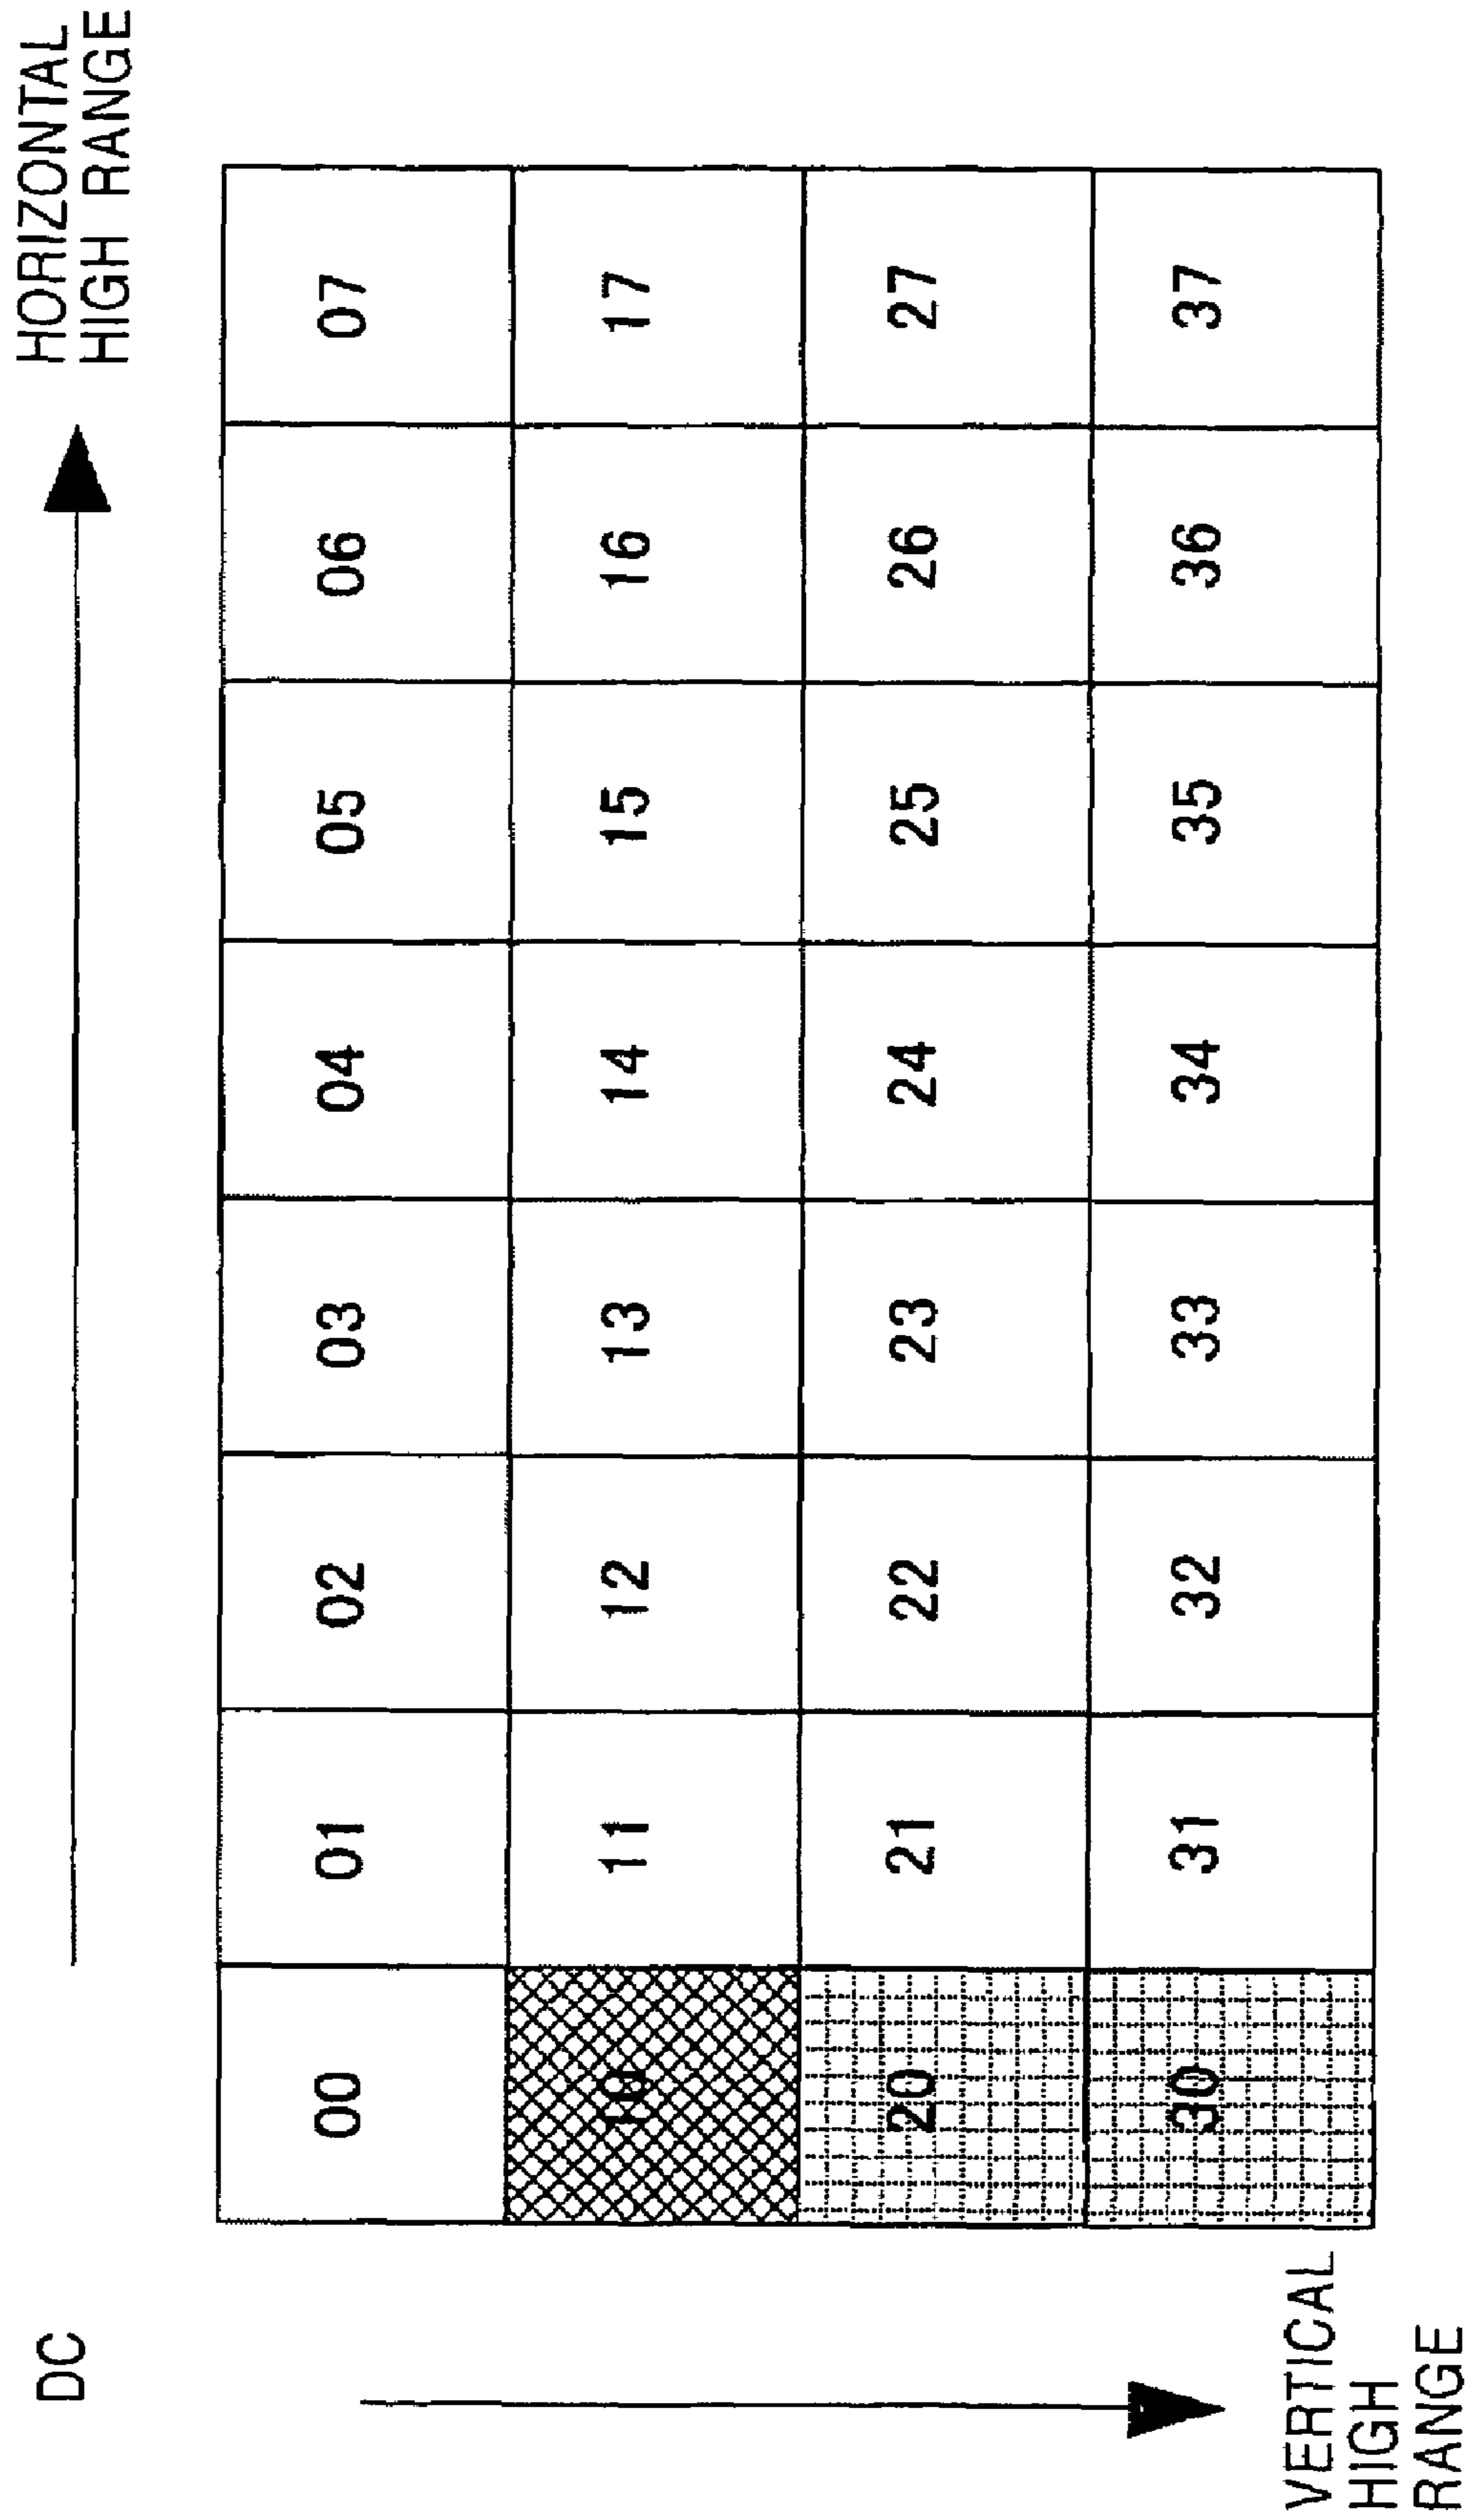 DC
HORIZONTAL
HIGH RANGE
00 01 02 03 04 05 06 07
10 11 12 13 14 15 16 17
20 21 22 23 24 25 26 27
30 31 32 33 34 35 36 37
VERTICAL
HIGH
RANGE